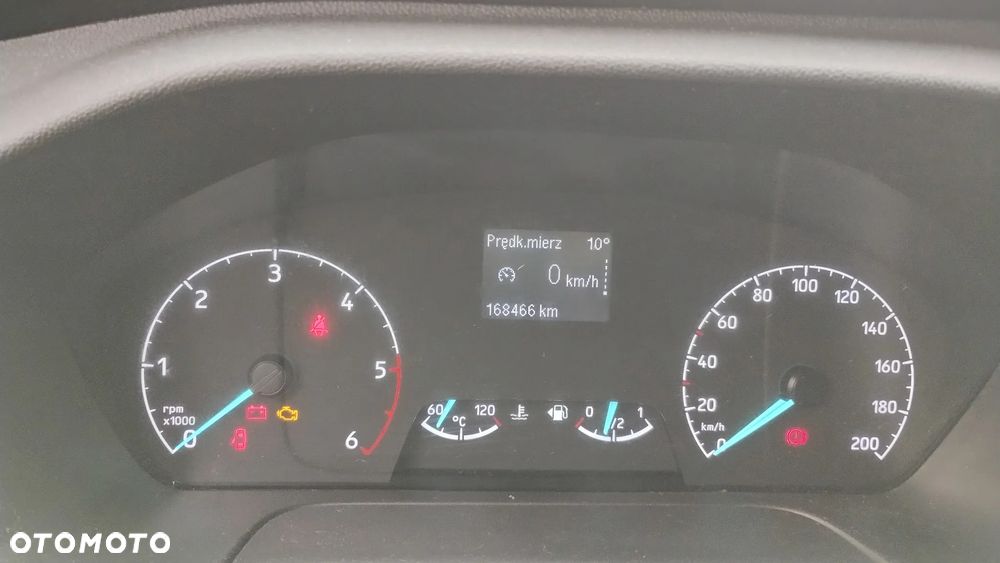 Prędk.mierz 10°
0 km/h
168466 km
0 1 2 3 4 5 6
rpm
x1000
60 °C 120
0 1/2 1
0 20 40 60 80 100 120 140 160 180 200
km/h
OTOMOTO